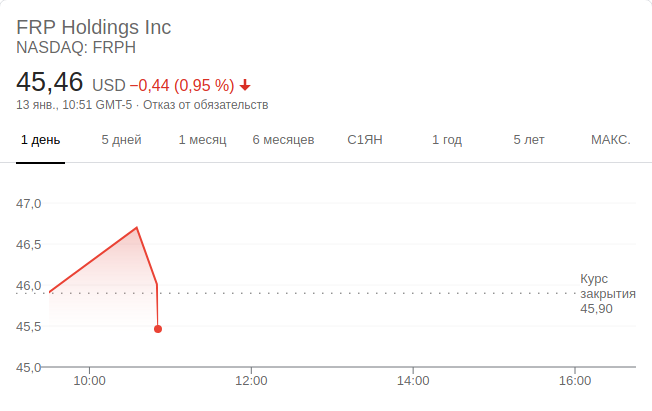 FRP Holdings Inc
NASDAQ: FRPH
45,46 USD −0,44 (0,95 %)
13 янв., 10:51 GMT-5 · Отказ от обязательств
1 день 5 дней 1 месяц 6 месяцев С1ЯН 1 год 5 лет МАКС.
47,0
46,5
46,0
45,5
45,0
Курс
закрытия
45,90
10:00 12:00 14:00 16:00